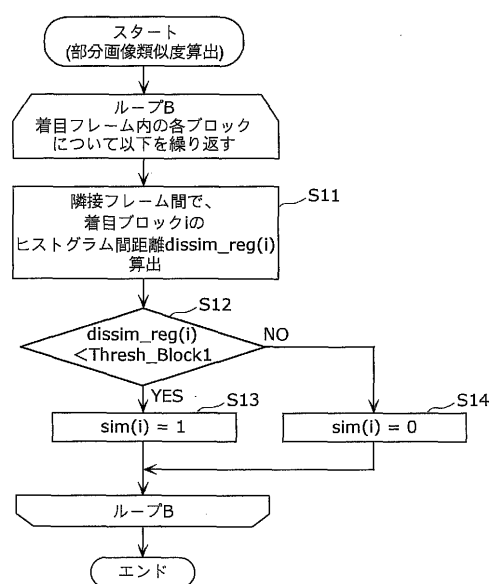 スタート
(部分画像類似度算出)
ループB
着目フレーム内の各ブロック
について以下を繰り返す
S11
隣接フレーム間で、
着目ブロックiの
ヒストグラム間距離dissim_reg(i)
算出
S12
dissim_reg(i)
<Thresh_Block1
NO
YES
S13
sim(i) = 1
S14
sim(i) = 0
ループB
エンド